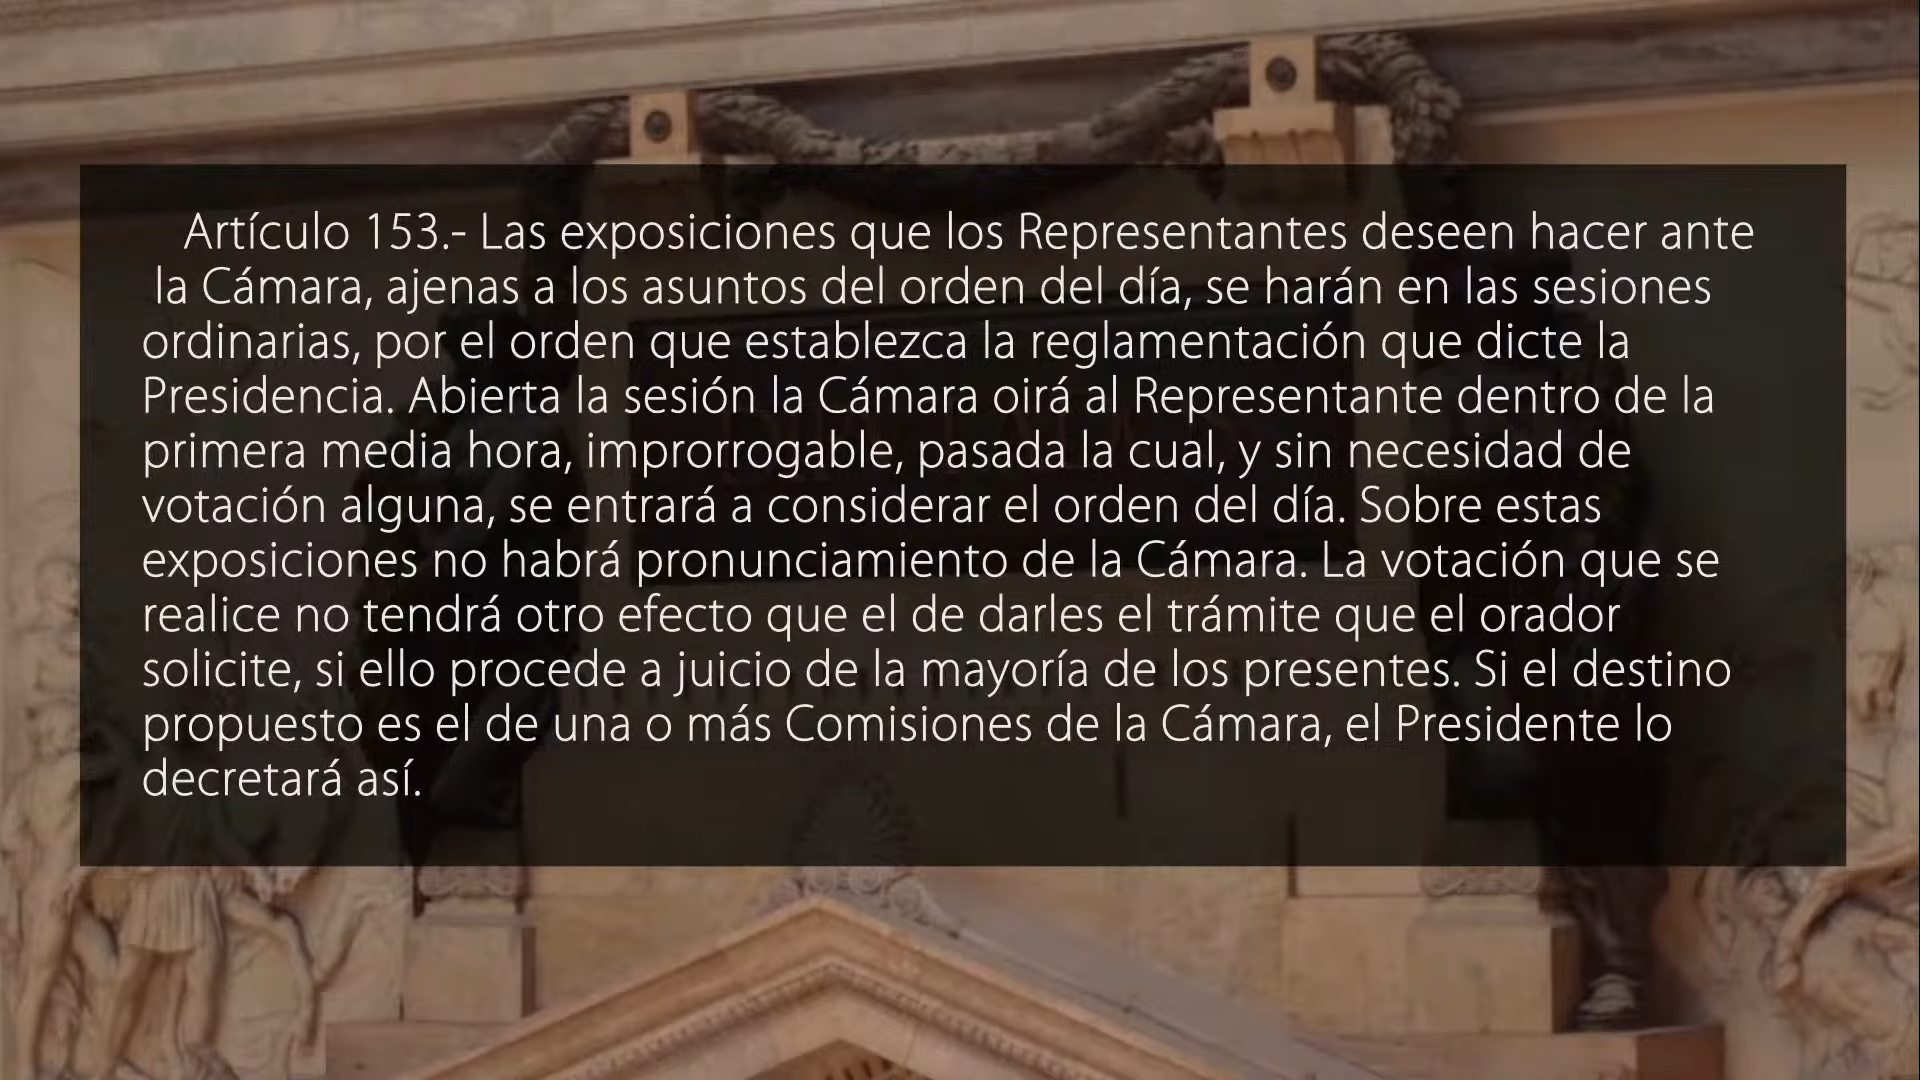 Artículo 153.- Las exposiciones que los Representantes deseen hacer ante
la Cámara, ajenas a los asuntos del orden del día, se harán en las sesiones
ordinarias, por el orden que establezca la reglamentación que dicte la
Presidencia. Abierta la sesión la Cámara oirá al Representante dentro de la
primera media hora, improrrogable, pasada la cual, y sin necesidad de
votación alguna, se entrará a considerar el orden del día. Sobre estas
exposiciones no habrá pronunciamiento de la Cámara. La votación que se
realice no tendrá otro efecto que el de darles el trámite que el orador
solicite, si ello procede a juicio de la mayoría de los presentes. Si el destino
propuesto es el de una o más Comisiones de la Cámara, el Presidente lo
decretará así.